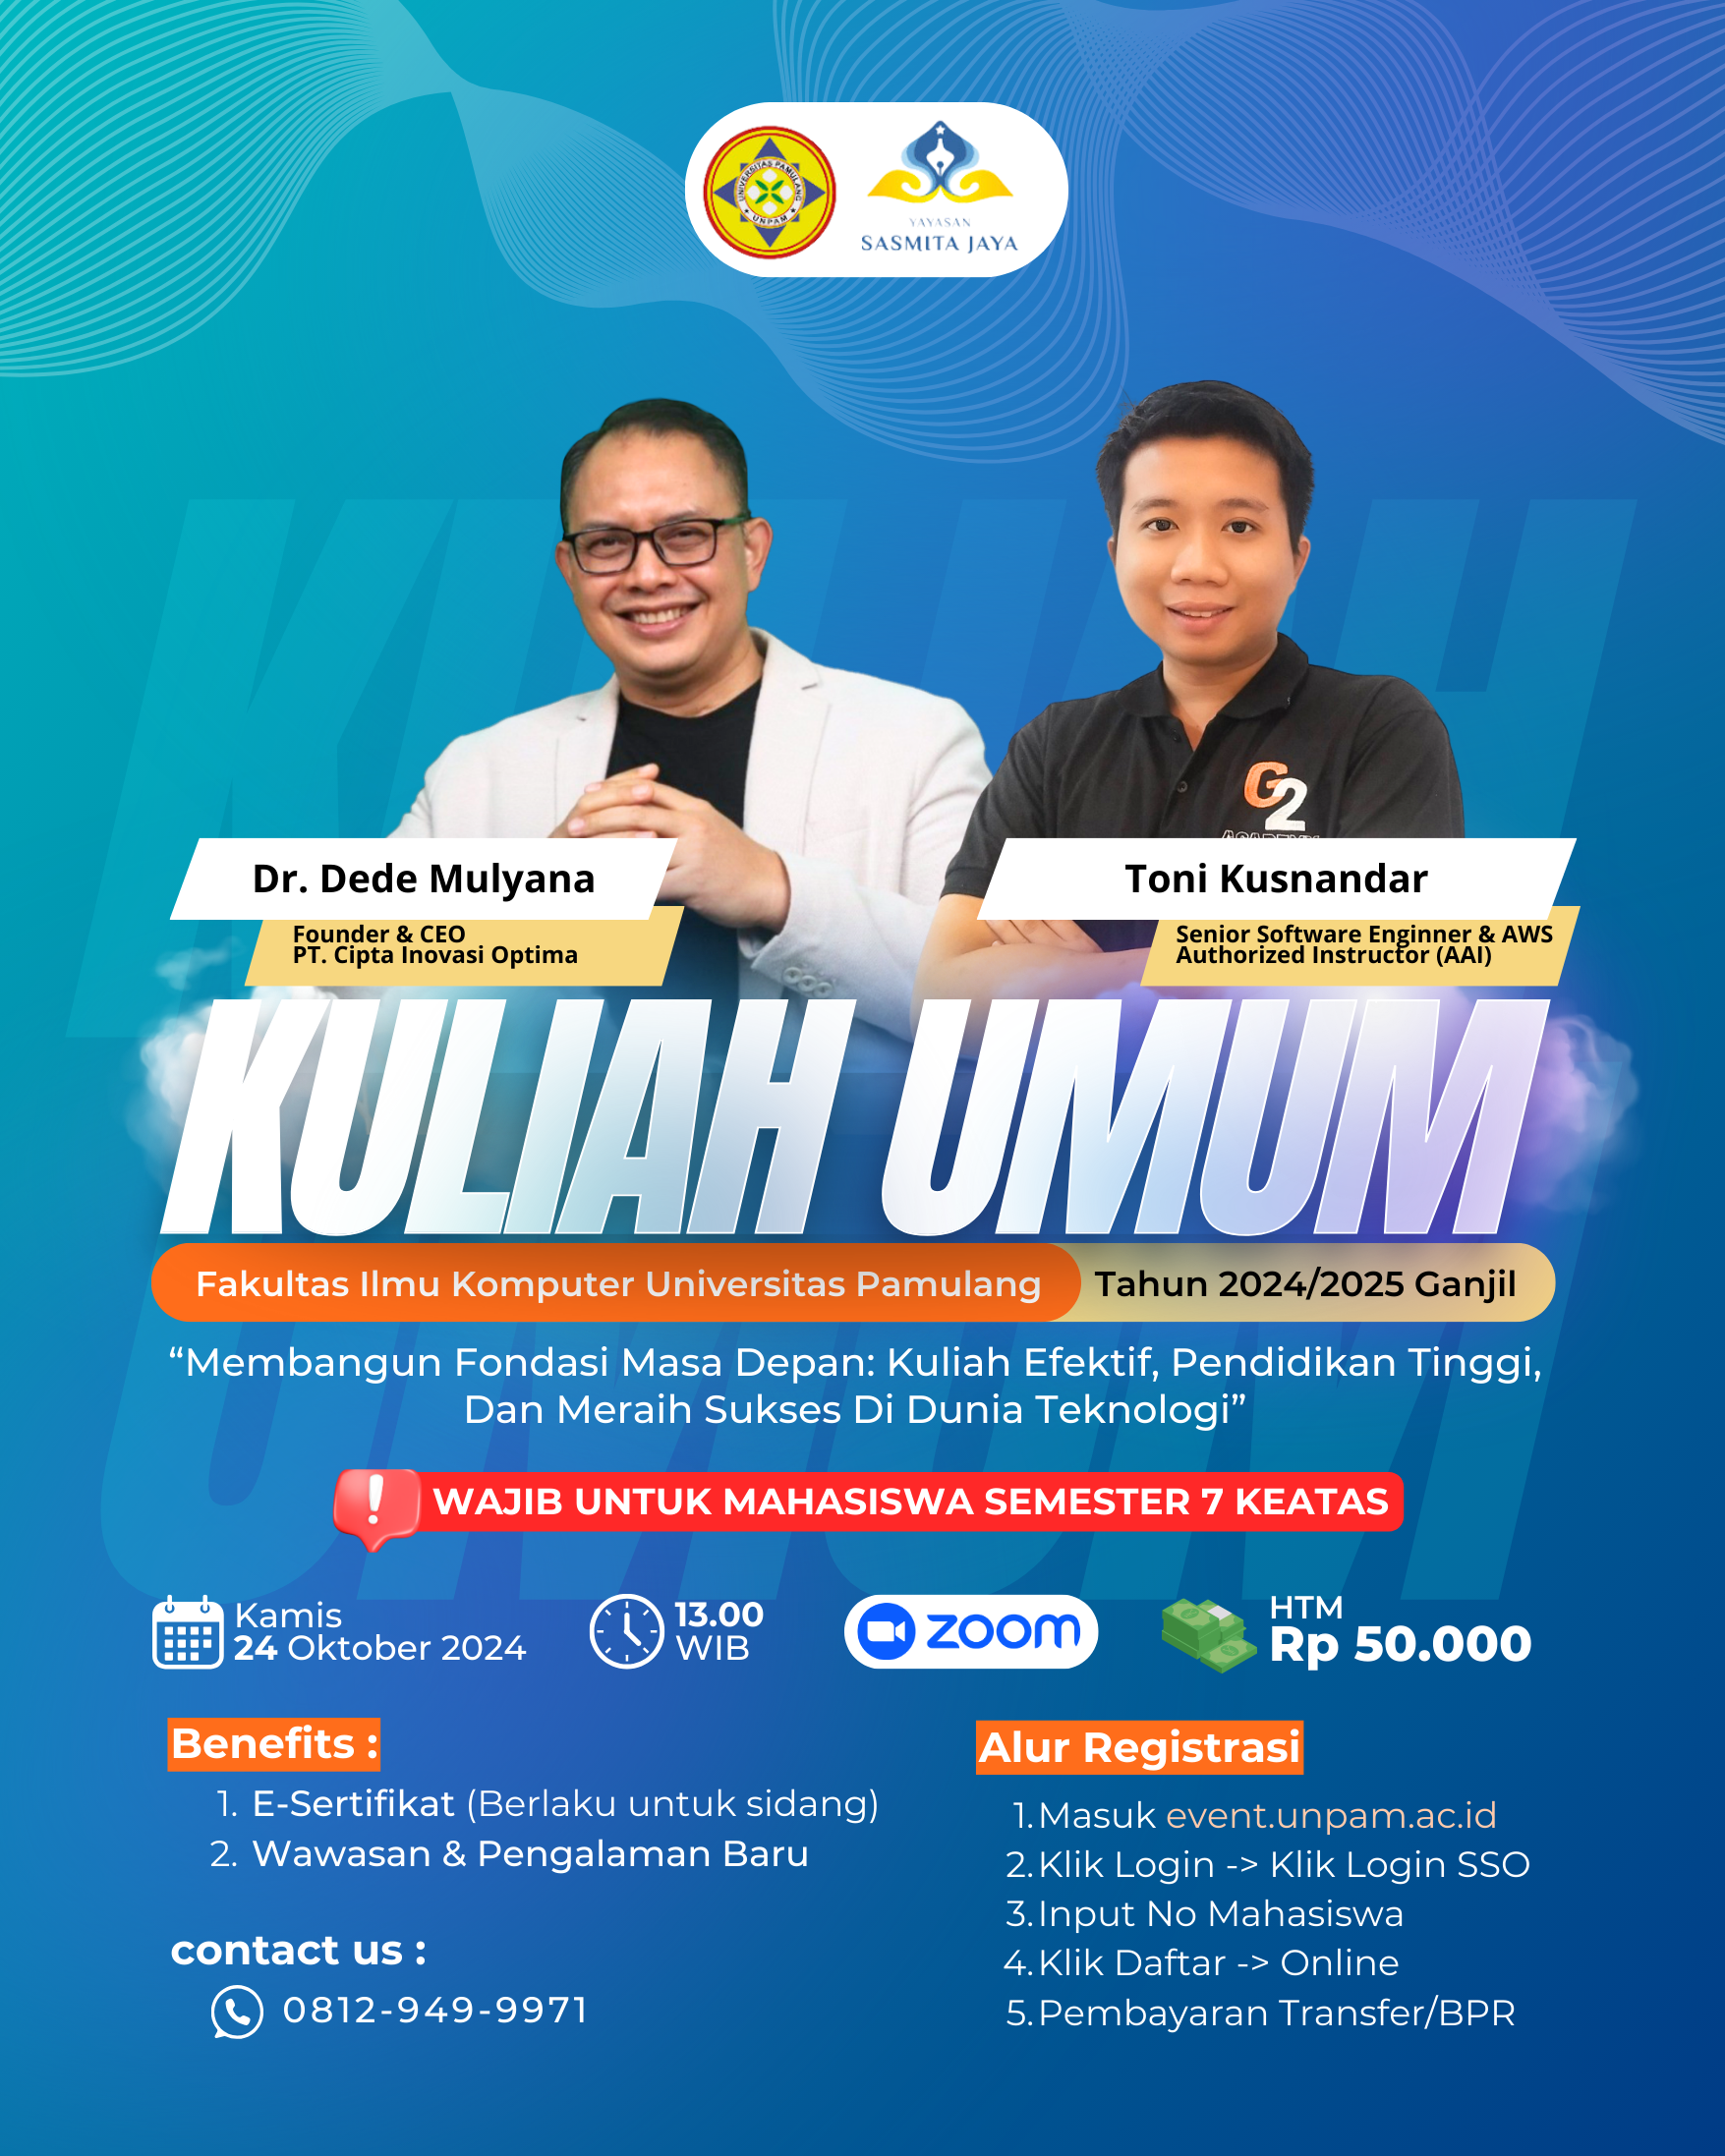 UNIVERSITAS PAMULANG
UNPAM
YAYASAN
SASMITA JAYA
G2
Dr. Dede Mulyana
Founder & CEO
PT. Cipta Inovasi Optima
Toni Kusnandar
Senior Software Enginner & AWS
Authorized Instructor (AAI)
KULIAH UMUM
Fakultas Ilmu Komputer Universitas Pamulang
Tahun 2024/2025 Ganjil
“Membangun Fondasi Masa Depan: Kuliah Efektif, Pendidikan Tinggi,
Dan Meraih Sukses Di Dunia Teknologi”
! WAJIB UNTUK MAHASISWA SEMESTER 7 KEATAS
Kamis
24 Oktober 2024
13.00
WIB
zoom
HTM
Rp 50.000
Benefits :
1. E-Sertifikat (Berlaku untuk sidang)
2. Wawasan & Pengalaman Baru
contact us :
0812-949-9971
Alur Registrasi
1. Masuk event.unpam.ac.id
2. Klik Login -> Klik Login SSO
3. Input No Mahasiswa
4. Klik Daftar -> Online
5. Pembayaran Transfer/BPR